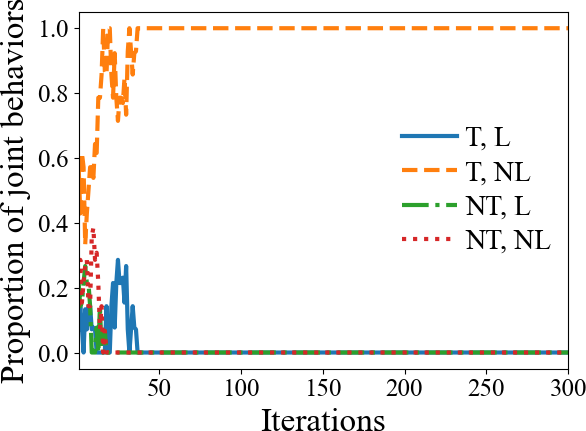 Proportion of joint behaviors
1.0
0.8
0.6
0.4
0.2
0.0
T, L
T, NL
NT, L
NT, NL
50 100 150 200 250 300
Iterations